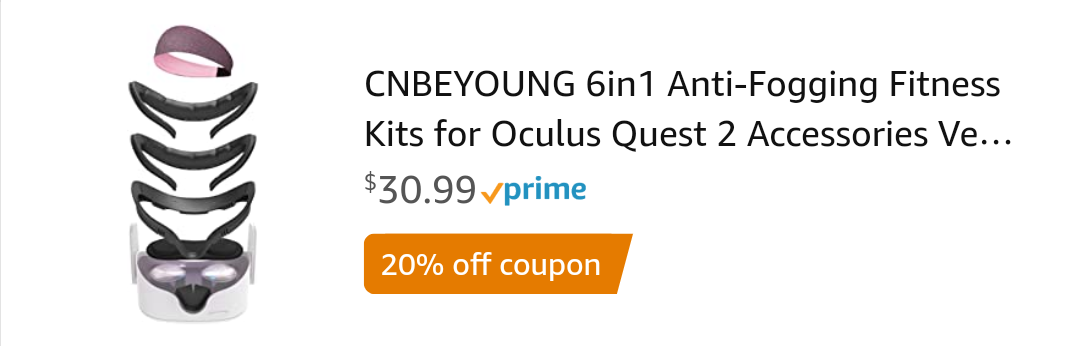 CNBEYOUNG 6in1 Anti-Fogging Fitness
Kits for Oculus Quest 2 Accessories Ve...
$30.99 prime
20% off coupon